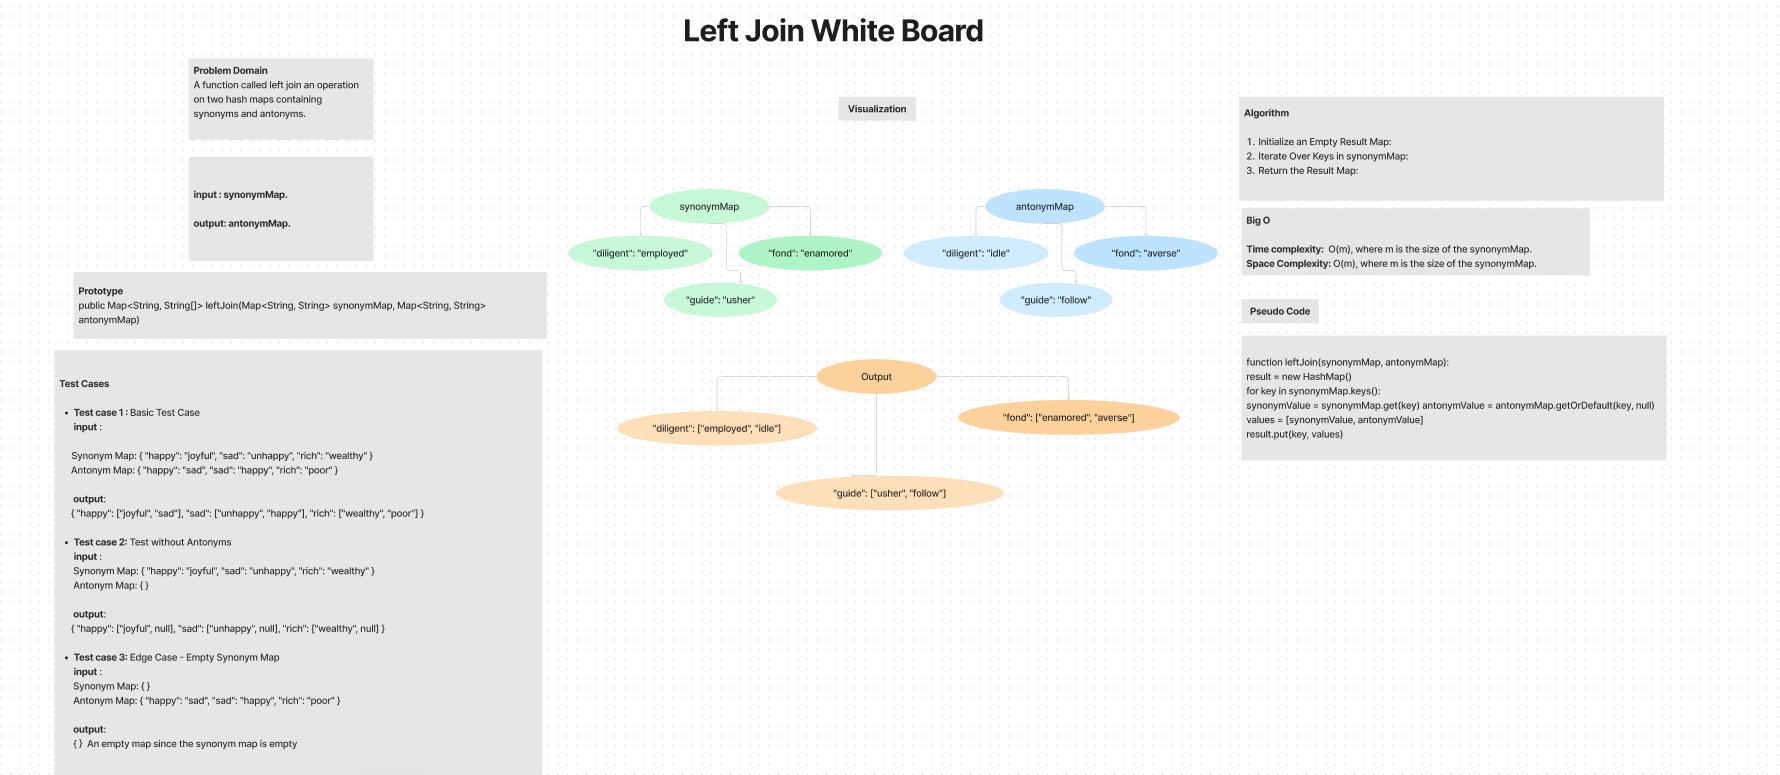 Left Join White Board
Problem Domain
A function called left join an operation
on two hash maps containing
synonyms and antonyms.
input : synonymMap.
output: antonymMap.
Prototype
public Map<String, String[]> leftJoin(Map<String, String> synonymMap, Map<String, String>
antonymMap)
Test Cases
• Test case 1 : Basic Test Case
input :
Synonym Map: { "happy": "joyful", "sad": "unhappy", "rich": "wealthy" }
Antonym Map: { "happy": "sad", "sad": "happy", "rich": "poor" }
output:
{ "happy": ["joyful", "sad"], "sad": ["unhappy", "happy"], "rich": ["wealthy", "poor"] }
• Test case 2: Test without Antonyms
input :
Synonym Map: { "happy": "joyful", "sad": "unhappy", "rich": "wealthy" }
Antonym Map: { }
output:
{ "happy": ["joyful", null], "sad": ["unhappy", null], "rich": ["wealthy", null] }
• Test case 3: Edge Case - Empty Synonym Map
input :
Synonym Map: { }
Antonym Map: { "happy": "sad", "sad": "happy", "rich": "poor" }
output:
{ } An empty map since the synonym map is empty
Visualization
synonymMap
"diligent": "employed"
"fond": "enamored"
"guide": "usher"
antonymMap
"diligent": "idle"
"fond": "averse"
"guide": "follow"
Output
"diligent": ["employed", "idle"]
"fond": ["enamored", "averse"]
"guide": ["usher", "follow"]
Algorithm
1. Initialize an Empty Result Map:
2. Iterate Over Keys in synonymMap:
3. Return the Result Map:
Big O
Time complexity: O(m), where m is the size of the synonymMap.
Space Complexity: O(m), where m is the size of the synonymMap.
Pseudo Code
function leftJoin(synonymMap, antonymMap):
result = new HashMap()
for key in synonymMap.keys():
synonymValue = synonymMap.get(key) antonymValue = antonymMap.getOrDefault(key, null)
values = [synonymValue, antonymValue]
result.put(key, values)